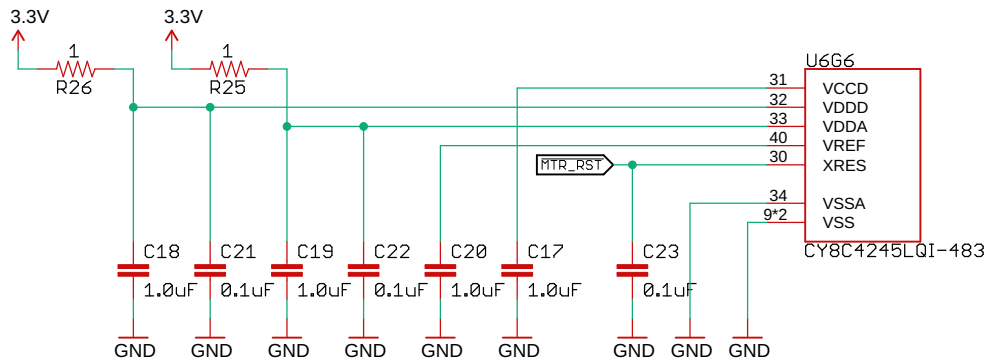 3.3V
3.3V
1
1
R26
R25
U6G6
31
VCCD
32
VDDD
33
VDDA
40
VREF
MTR_RST
30
XRES
34
VSSA
9*2
VSS
C18
C21
C19
C22
C20
C17
C23
CY8C4245LQI-483
1.0uF
0.1uF
1.0uF
0.1uF
1.0uF
1.0uF
0.1uF
GND
GND
GND
GND
GND
GND
GND
GND
GND